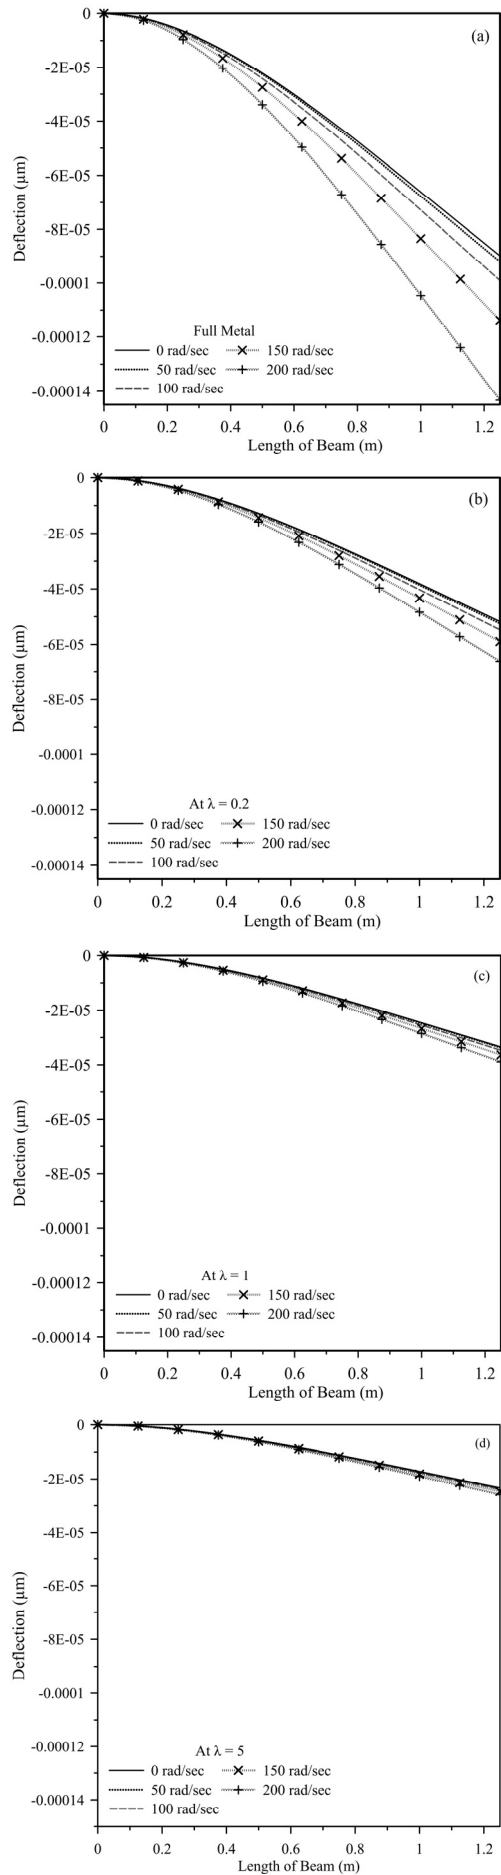 (a)
0
-2E-05
-4E-05
-6E-05
-8E-05
-0.0001
-0.00012
-0.00014
Deflection (µm)
Full Metal
0 rad/sec 150 rad/sec
50 rad/sec 200 rad/sec
100 rad/sec
0 0.2 0.4 0.6 0.8 1 1.2
Length of Beam (m)
(b)
0
-2E-05
-4E-05
-6E-05
-8E-05
-0.0001
-0.00012
-0.00014
Deflection (µm)
At λ = 0.2
0 rad/sec 150 rad/sec
50 rad/sec 200 rad/sec
100 rad/sec
0 0.2 0.4 0.6 0.8 1 1.2
Length of Beam (m)
(c)
0
-2E-05
-4E-05
-6E-05
-8E-05
-0.0001
-0.00012
-0.00014
Deflection (µm)
At λ = 1
0 rad/sec 150 rad/sec
50 rad/sec 200 rad/sec
100 rad/sec
0 0.2 0.4 0.6 0.8 1 1.2
Length of Beam (m)
(d)
0
-2E-05
-4E-05
-6E-05
-8E-05
-0.0001
-0.00012
-0.00014
Deflection (µm)
At λ = 5
0 rad/sec 150 rad/sec
50 rad/sec 200 rad/sec
100 rad/sec
0 0.2 0.4 0.6 0.8 1 1.2
Length of Beam (m)